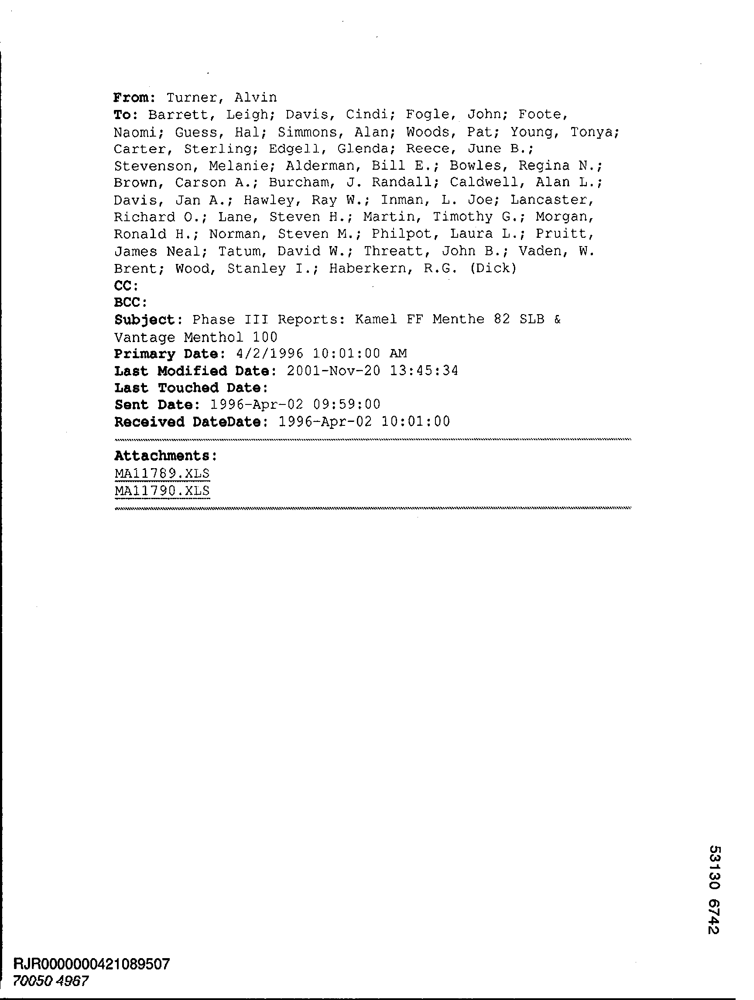 From: Turner, Alvin
To: Barrett, Leigh; Davis, Cindi; Fogle, John; Foote,
Naomi; Guess, Hal; Simmons, Alan; Woods, Pat; Young, Tonya;
Carter, Sterling; Edgell, Glenda; Reece, June B.;
Stevenson, Melanie; Alderman, Bill E.; Bowles, Regina N.;
Brown, Carson A.; Burcham, J. Randall; Caldwell, Alan L.;
Davis, Jan A.; Hawley, Ray W.; Inman, L. Joe; Lancaster,
Richard O.; Lane, Steven H.; Martin, Timothy G.; Morgan,
Ronald H.; Norman, Steven M.; Philpot, Laura L.; Pruitt,
James Neal; Tatum, David W.; Threatt, John B.; Vaden, W.
Brent; Wood, Stanley I.; Haberkern, R.G. (Dick)
CC:
BCC:
Subject: Phase III Reports: Kamel FF Menthe 82 SLB &
Vantage Menthol 100
Primary Date: 4/2/1996 10:01:00 AM
Last Modified Date: 2001-Nov-20 13:45:34
Last Touched Date:
Sent Date: 1996-Apr-02 09:59:00
Received DateDate: 1996-Apr-02 10:01:00
Attachments:
MA11789.XLS
MA11790.XLS
53130 6742
RJR0000000421089507
70050 4967